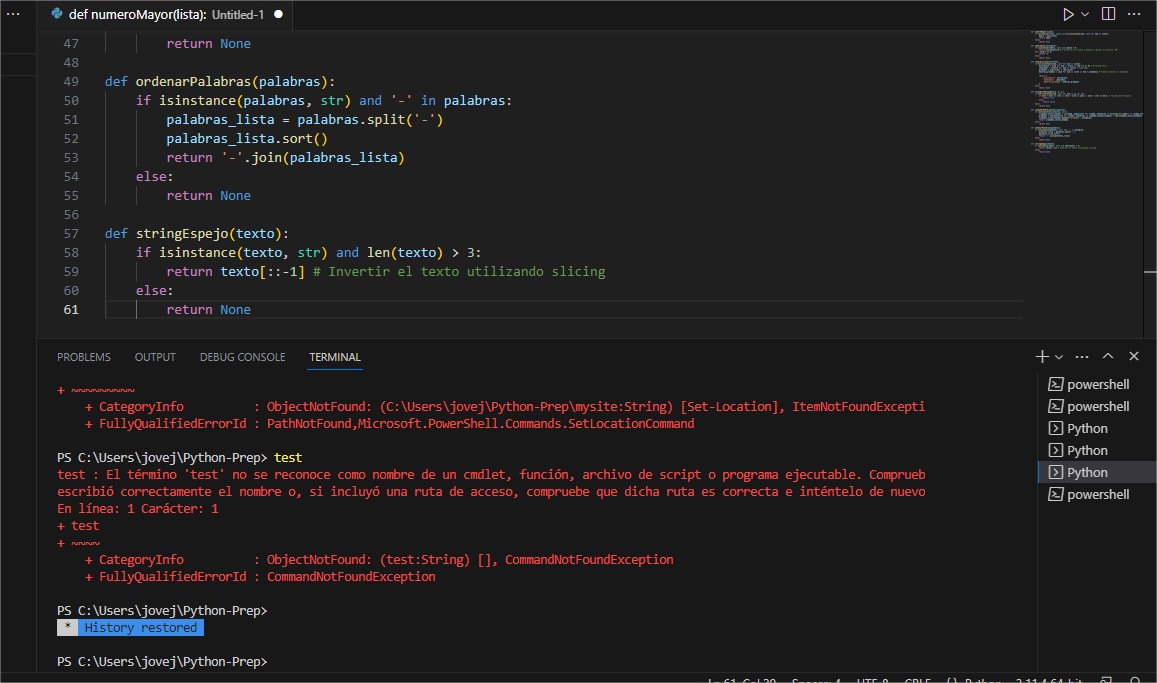 def numeroMayor(lista): Untitled-1
47 return None
48
49 def ordenarPalabras(palabras):
50 if isinstance(palabras, str) and '-' in palabras:
51 palabras_lista = palabras.split('-')
52 palabras_lista.sort()
53 return '-'.join(palabras_lista)
54 else:
55 return None
56
57 def stringEspejo(texto):
58 if isinstance(texto, str) and len(texto) > 3:
59 return texto[::-1] # Invertir el texto utilizando slicing
60 else:
61 return None
PROBLEMS OUTPUT DEBUG CONSOLE TERMINAL
+ ~~~~~~~~~
+ CategoryInfo : ObjectNotFound: (C:\Users\jovej\Python-Prep\mysite:String) [Set-Location], ItemNotFoundExcepti
+ FullyQualifiedErrorId : PathNotFound,Microsoft.PowerShell.Commands.SetLocationCommand
PS C:\Users\jovej\Python-Prep> test
test : El término 'test' no se reconoce como nombre de un cmdlet, función, archivo de script o programa ejecutable. Comprueb
escribió correctamente el nombre o, si incluyó una ruta de acceso, compruebe que dicha ruta es correcta e inténtelo de nuevo
En línea: 1 Carácter: 1
+ test
+ ~~~~
+ CategoryInfo : ObjectNotFound: (test:String) [], CommandNotFoundException
+ FullyQualifiedErrorId : CommandNotFoundException
PS C:\Users\jovej\Python-Prep>
* History restored
PS C:\Users\jovej\Python-Prep>
powershell
powershell
Python
Python
Python
powershell